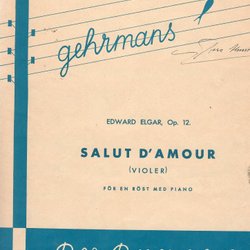 gehrmans
EDWARD ELGAR, Op. 12.
SALUT D'AMOUR
(VIOLER)
FÖR EN RÖST MED PIANO